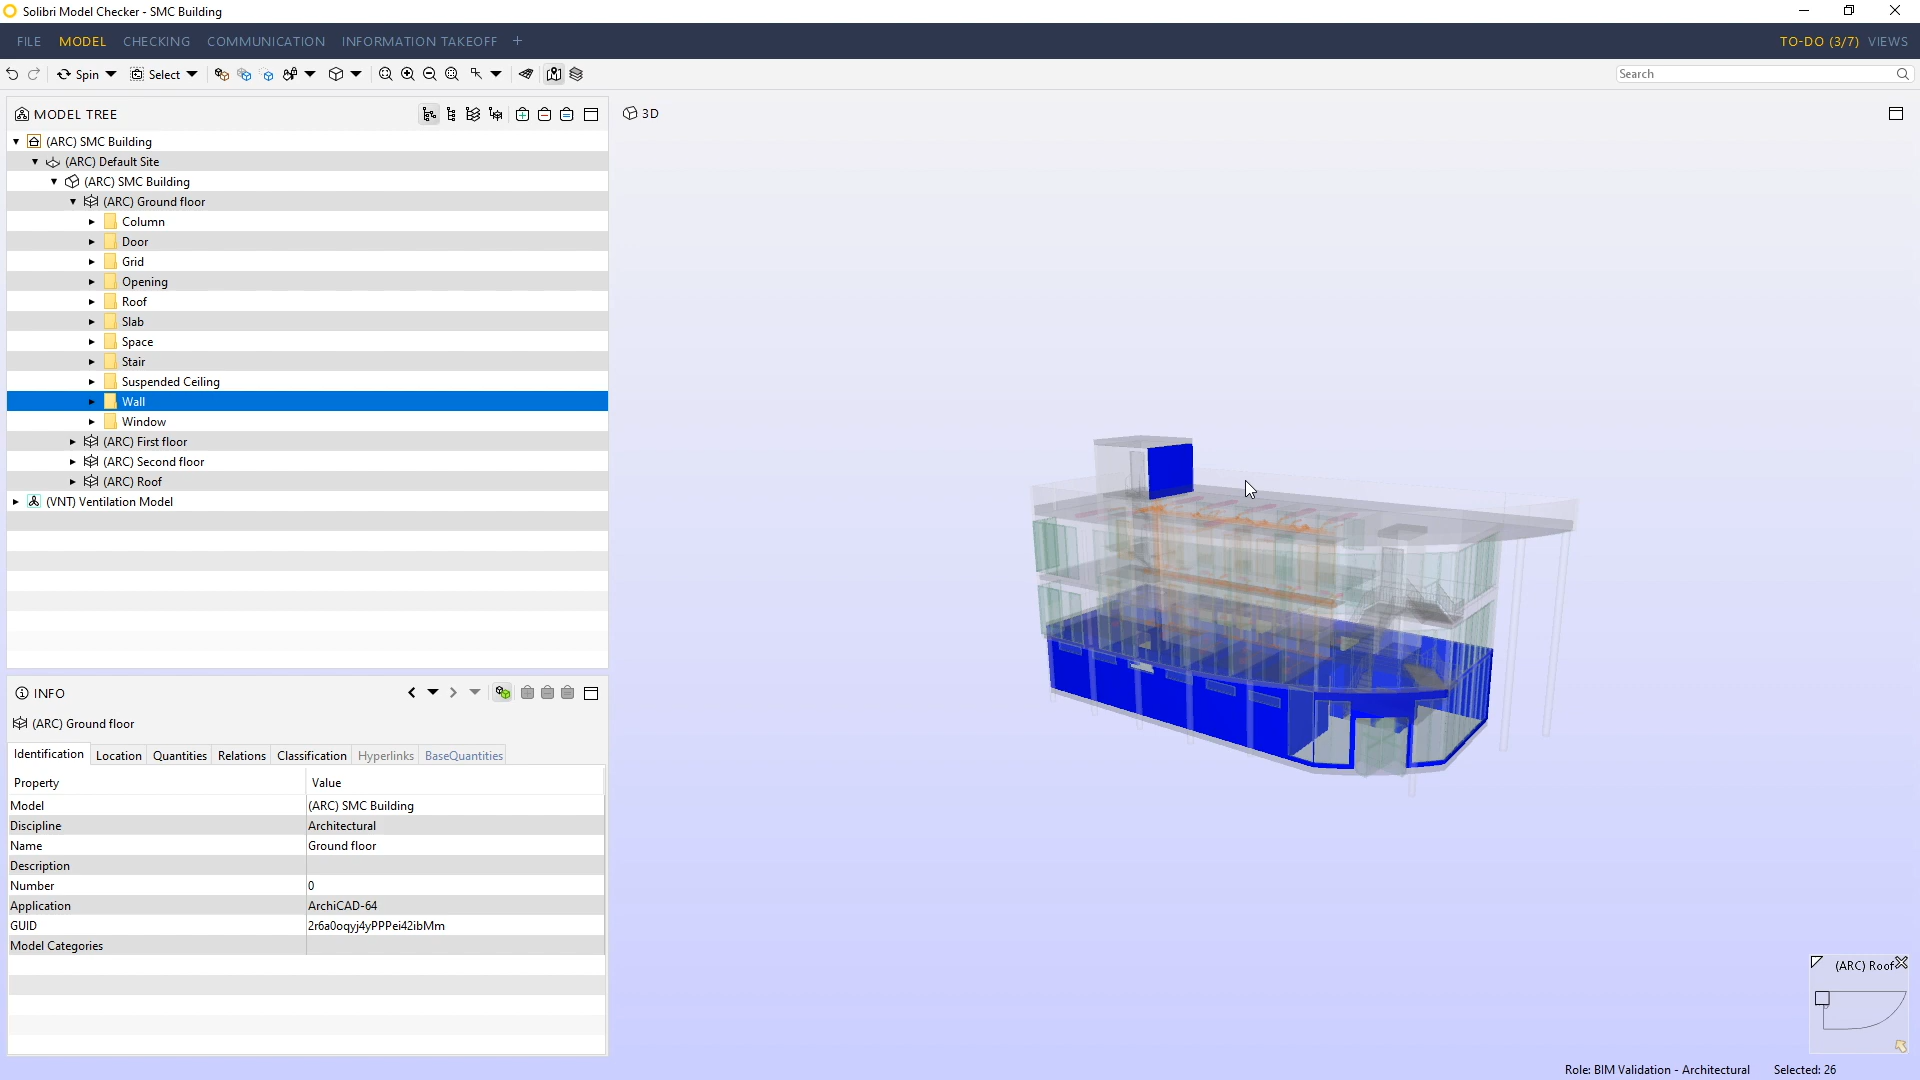 Solibri Model Checker - SMC Building
FILE MODEL CHECKING COMMUNICATION INFORMATION TAKEOFF + TO-DO (3/7) VIEWS
Spin Select Search
MODEL TREE
3D
(ARC) SMC Building
(ARC) Default Site
(ARC) SMC Building
(ARC) Ground floor
Column
Door
Grid
Opening
Roof
Slab
Space
Stair
Suspended Ceiling
Wall
Window
(ARC) First floor
(ARC) Second floor
(ARC) Roof
(VNT) Ventilation Model
INFO
(ARC) Ground floor
Identification Location Quantities Relations Classification Hyperlinks BaseQuantities
Property Value
Model (ARC) SMC Building
Discipline Architectural
Name Ground floor
Description
Number 0
Application ArchiCAD-64
GUID 2r6a0oqyj4yPPPei42ibMm
Model Categories
(ARC) Roof
Role: BIM Validation - Architectural Selected: 26